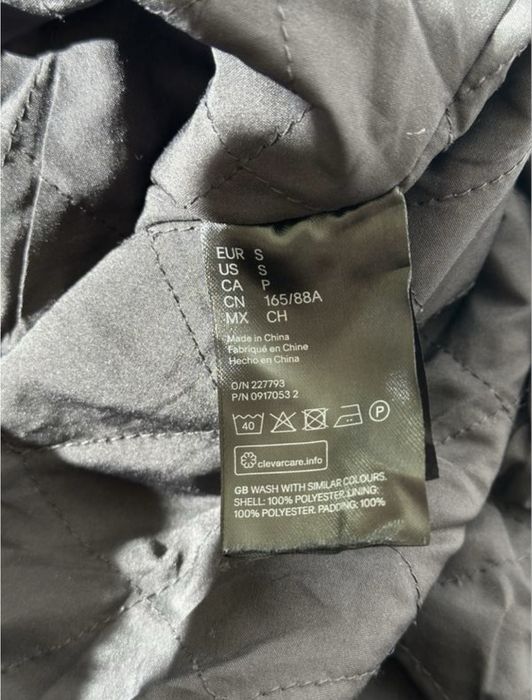 EUR S
US S
CA P
CN 165/88A
MX CH
Made in China
Fabriqué en Chine
Hecho en China
O/N 227793
P/N 0917053 2
40 P
clevercare.info
GB WASH WITH SIMILAR COLOURS.
SHELL: 100% POLYESTER. LINING:
100% POLYESTER. PADDING: 100%